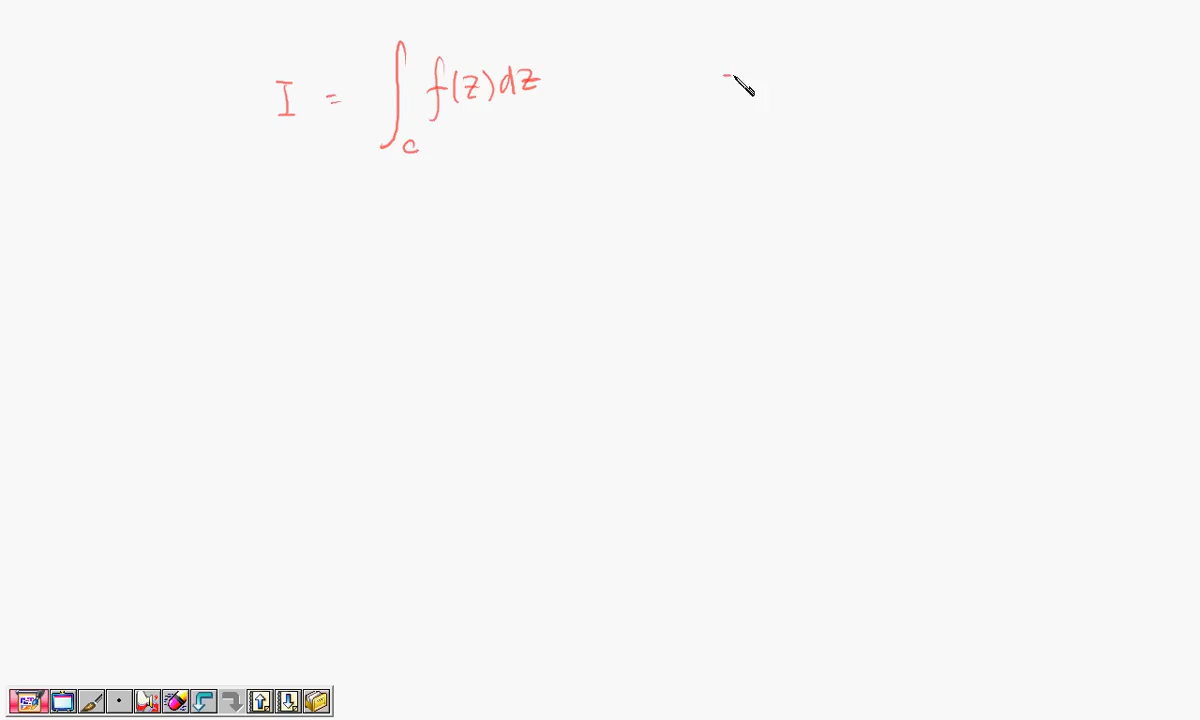 I = ∫_C f(z)dz